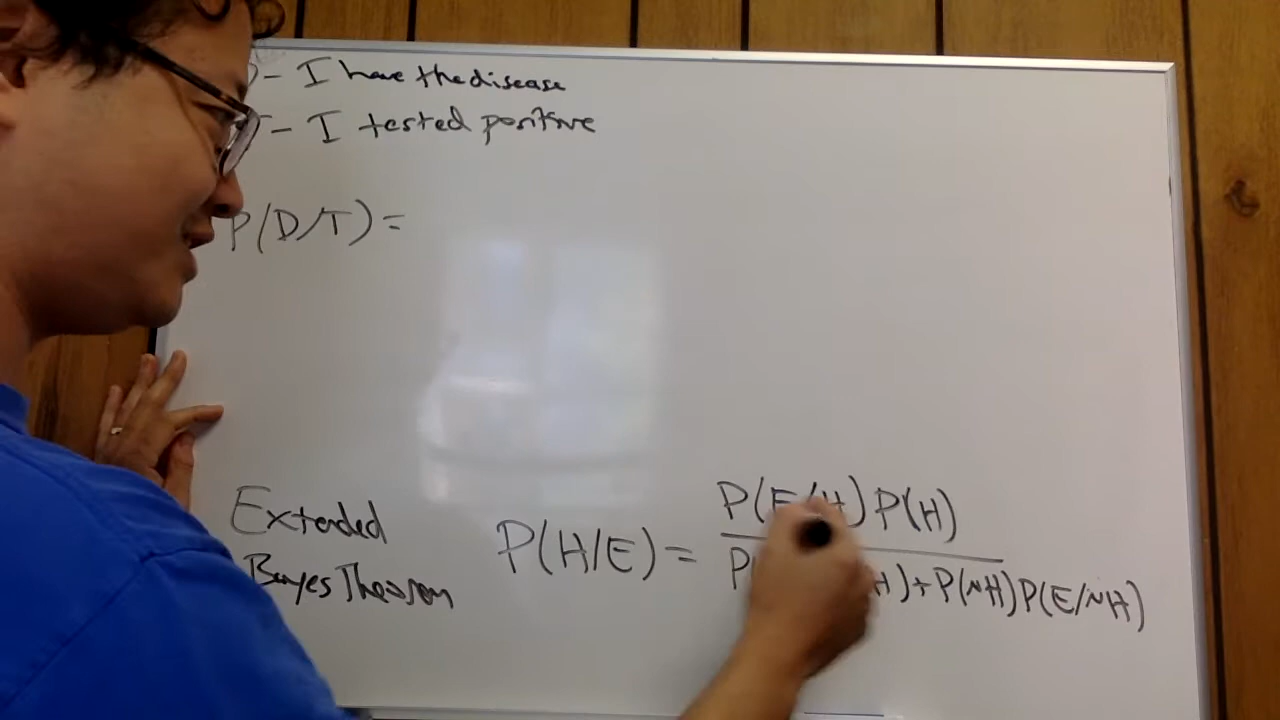 D - I have the disease
T - I tested positive
P(D/T) =
Extended
Bayes Theorem
P(H/E) = P(E/H) P(H)
P( H) + P(~H) P(E/~H)